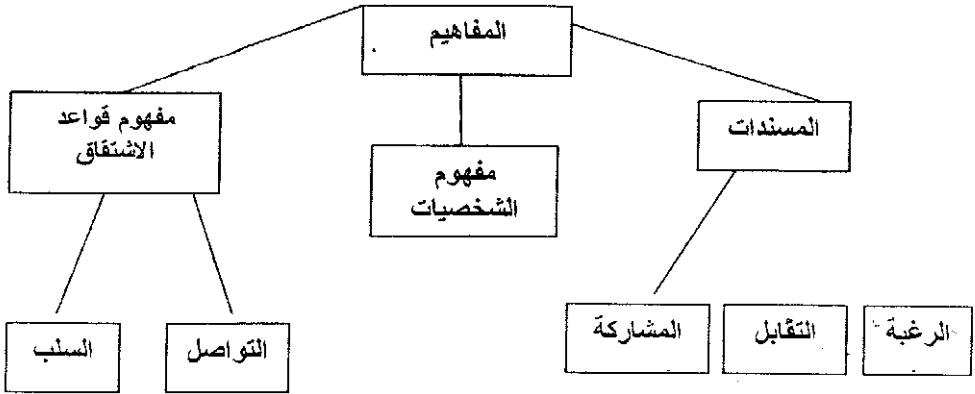 المفاهيم
المسندات
مفهوم
الشخصيات
مفهوم قواعد
الاشتقاق
الرغبة
التقابل
المشاركة
التواصل
السلب